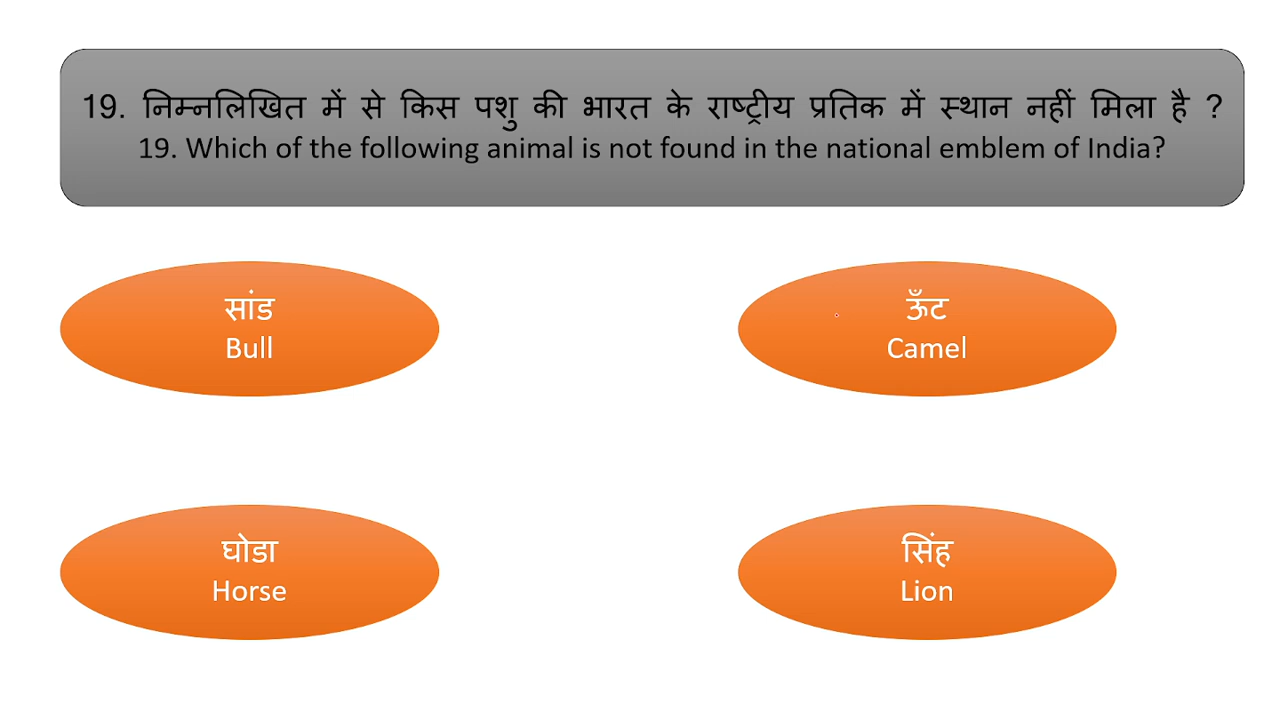 19. निम्नलिखित में से किस पशु की भारत के राष्ट्रीय प्रतिक में स्थान नहीं मिला है ?
19. Which of the following animal is not found in the national emblem of India?
सांड
Bull
ऊँट
Camel
घोडा
Horse
सिंह
Lion